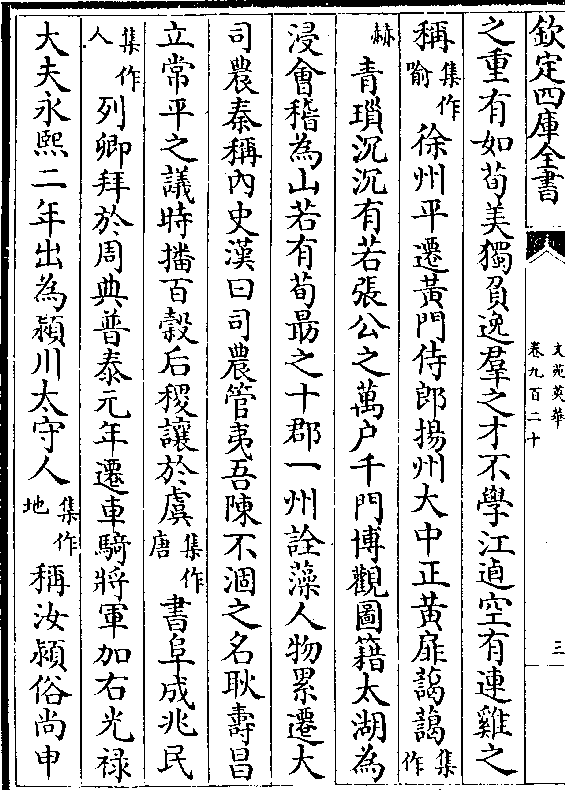 欽定四庫全書
文苑英華
卷九百二十
三
之重有如荀美獨負逸羣之才不學江逌空有連雞之
稱集作喻徐州平遷黄門侍郎揚州大中正黄扉藹藹集作
赫青瑣沉沉有若張公之萬户千門博觀圖籍太湖為
浸會稽為山若有荀勗之十郡一州詮藻人物累遷大
司農秦稱内史漢曰司農管夷吾陳不涸之名耿壽昌
立常平之議時播百榖后稷讓於虞集作唐書阜成兆民
集作人列卿拜於周典普泰元年遷車騎將軍加右光禄
大夫永熙二年出為潁川太守人集作地稱汝潁俗尚申